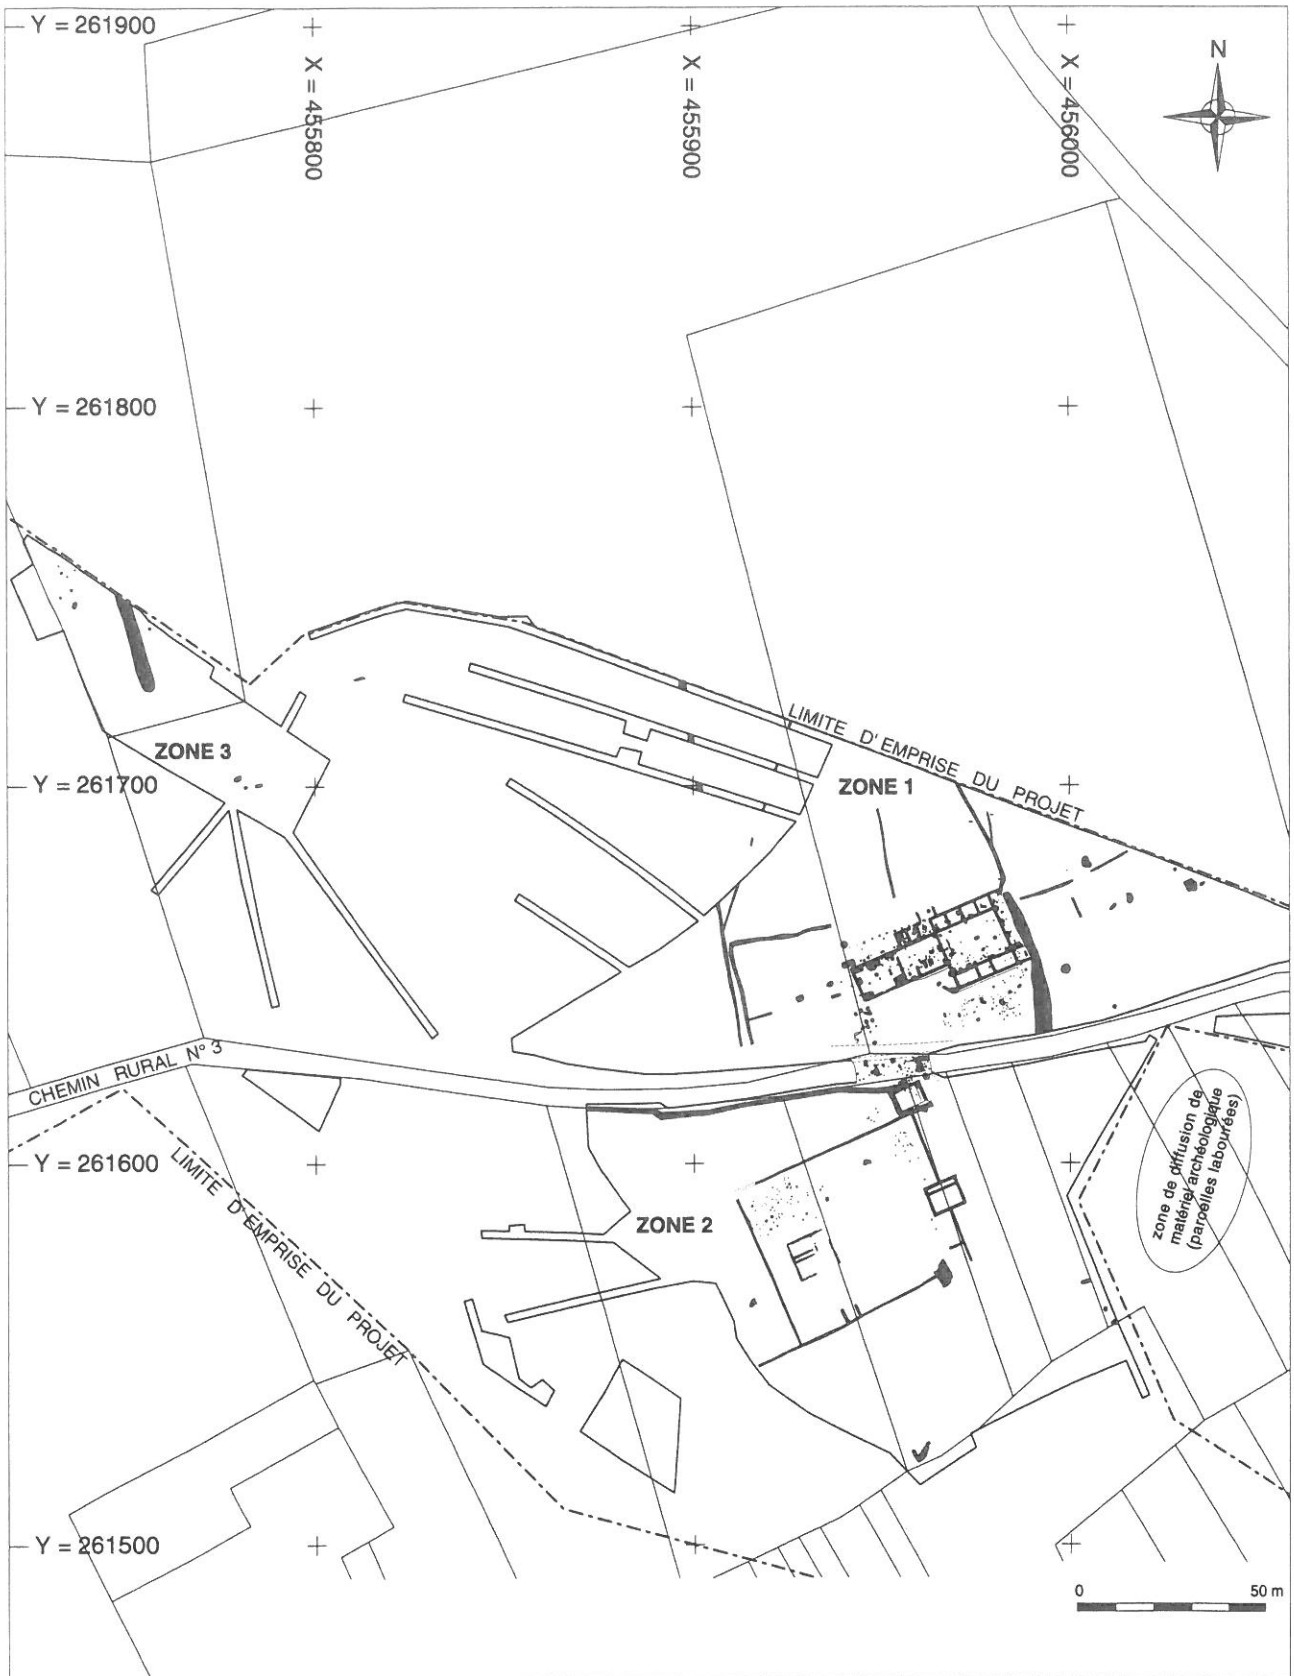 Y = 261900
X = 455800
X = 455900
X = 456000
N
Y = 261800
LIMITE D'EMPRISE DU PROJET
ZONE 3
Y = 261700
ZONE 1
CHEMIN RURAL N° 3
Y = 261600
LIMITE D'EMPRISE DU PROJET
ZONE 2
zone de diffusion de
matériel archéologique
(parcelles labourées)
Y = 261500
0 50 m